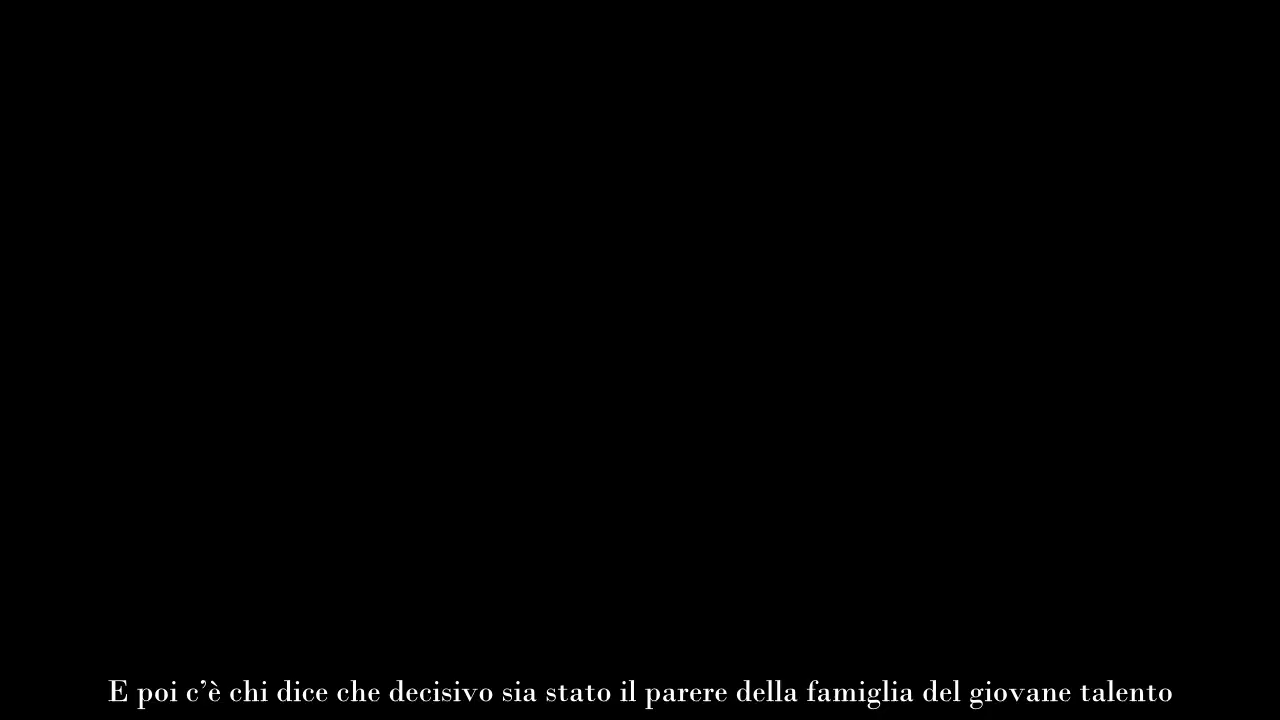 E poi c’è chi dice che decisivo sia stato il parere della famiglia del giovane talento